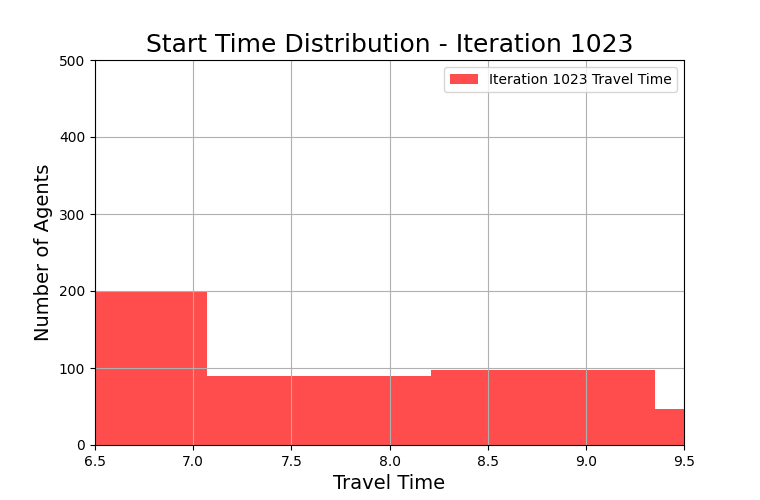 Start Time Distribution - Iteration 1023
500
Iteration 1023 Travel Time
400
300
200
100
0
Number of Agents
6.5 7.0 7.5 8.0 8.5 9.0 9.5
Travel Time